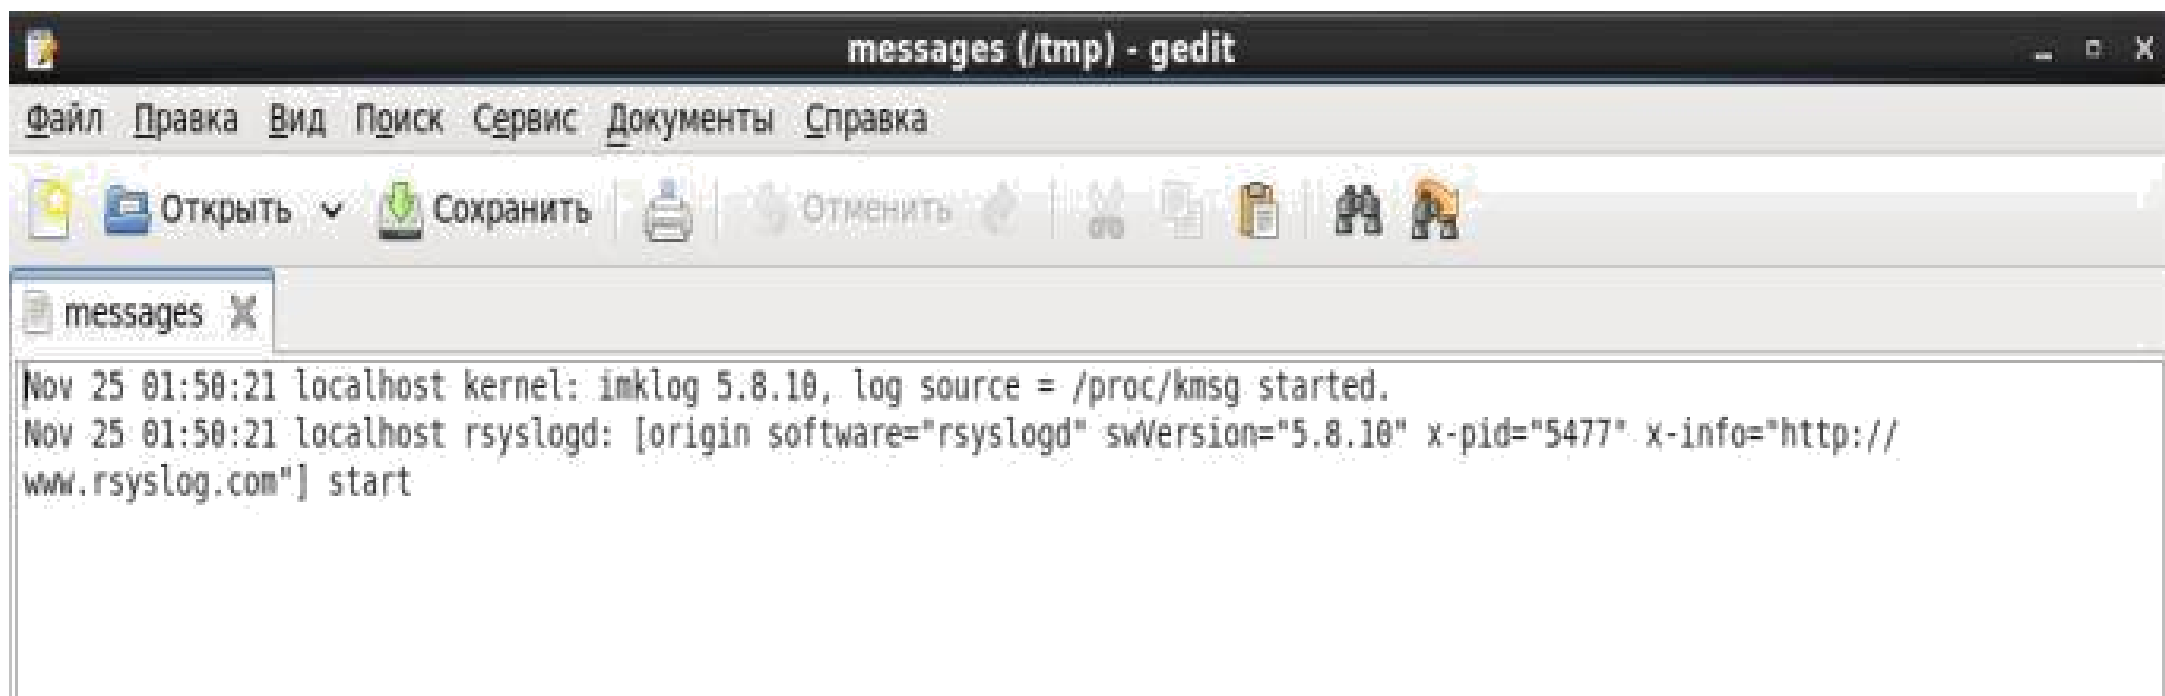 messages (/tmp) - gedit
Файл Правка Вид Поиск Сервис Документы Справка
Открыть Сохранить Отменить
messages
Nov 25 01:50:21 localhost kernel: imklog 5.8.10, log source = /proc/kmsg started.
Nov 25 01:50:21 localhost rsyslogd: [origin software="rsyslogd" swVersion="5.8.10" x-pid="5477" x-info="http://
www.rsyslog.com"] start